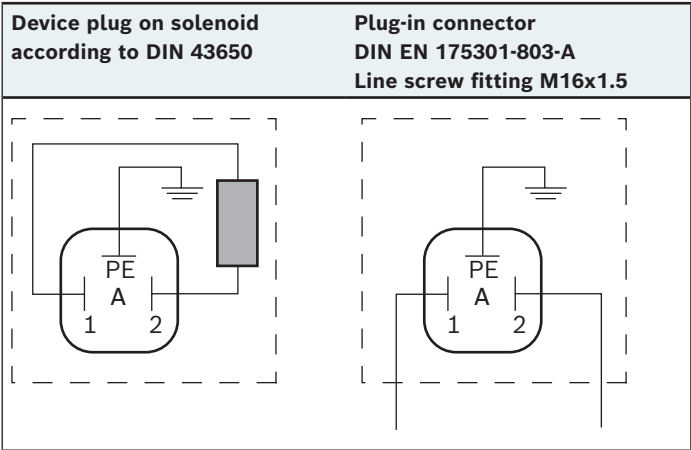 Device plug on solenoid
according to DIN 43650
Plug-in connector
DIN EN 175301-803-A
Line screw fitting M16x1.5
PE
A
1 2
PE
A
1 2